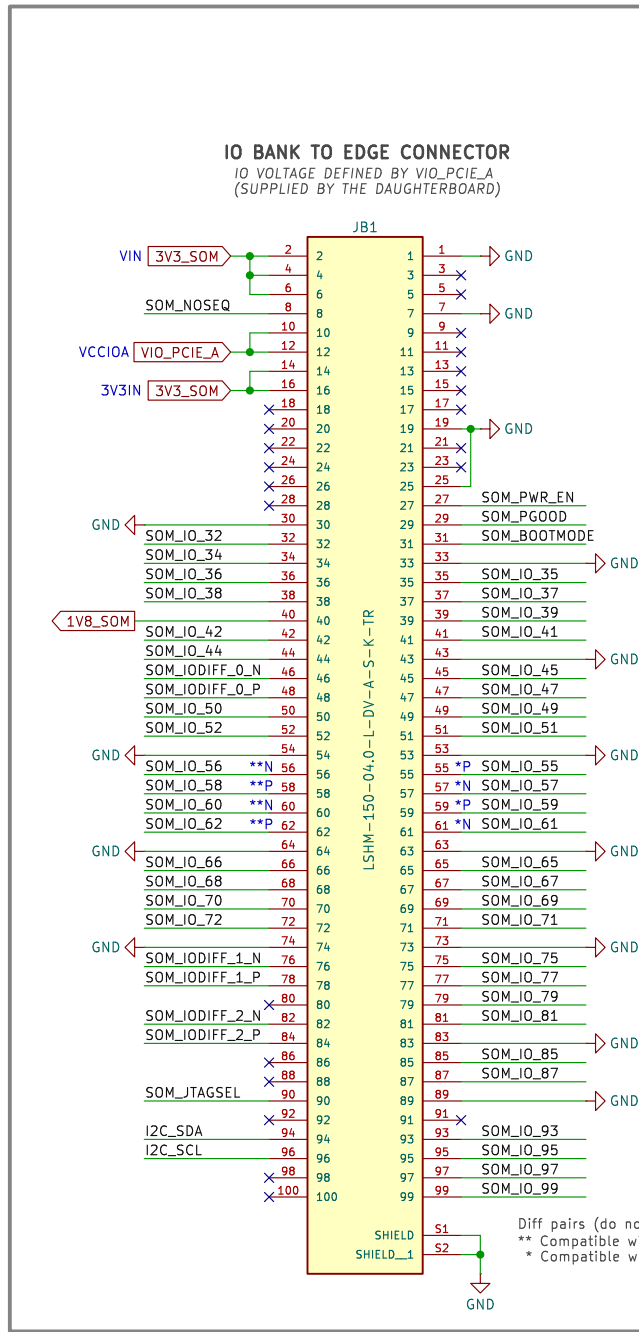 IO BANK TO EDGE CONNECTOR
IO VOLTAGE DEFINED BY VIO_PCIE_A
(SUPPLIED BY THE DAUGHTERBOARD)
JB1
VIN 3V3_SOM 2 2 1 1 GND
4 4 3 3
6 6 5 5
SOM_NOSEQ 8 8 7 7 GND
10 10 9 9
VCCIOA VIO_PCIE_A 12 12 11 11
14 14 13 13
3V3IN 3V3_SOM 16 16 15 15
18 18 17 17
20 20 19 19 GND
22 22 21 21
24 24 23 23
26 26 25 25
28 28 27 27 SOM_PWR_EN
GND 30 30 29 29 SOM_PGOOD
SOM_IO_32 32 32 31 31 SOM_BOOTMODE
SOM_IO_34 34 34 33 33 GND
SOM_IO_36 36 36 35 35 SOM_IO_35
SOM_IO_38 38 38 37 37 SOM_IO_37
1V8_SOM 40 40 39 39 SOM_IO_39
SOM_IO_42 42 42 41 41 SOM_IO_41
SOM_IO_44 44 44 43 43 GND
SOM_IODIFF_0_N 46 46 45 45 SOM_IO_45
SOM_IODIFF_0_P 48 48 47 47 SOM_IO_47
SOM_IO_50 50 50 49 49 SOM_IO_49
SOM_IO_52 52 52 51 51 SOM_IO_51
GND 54 54 53 53 GND
SOM_IO_56 **N 56 56 55 55 *P SOM_IO_55
SOM_IO_58 **P 58 58 57 57 *N SOM_IO_57
SOM_IO_60 **N 60 60 59 59 *P SOM_IO_59
SOM_IO_62 **P 62 62 61 61 *N SOM_IO_61
GND 64 64 63 63 GND
SOM_IO_66 66 66 65 65 SOM_IO_65
SOM_IO_68 68 68 67 67 SOM_IO_67
SOM_IO_70 70 70 69 69 SOM_IO_69
SOM_IO_72 72 72 71 71 SOM_IO_71
GND 74 74 73 73 GND
SOM_IODIFF_1_N 76 76 75 75 SOM_IO_75
SOM_IODIFF_1_P 78 78 77 77 SOM_IO_77
80 80 79 79 SOM_IO_79
SOM_IODIFF_2_N 82 82 81 81 SOM_IO_81
SOM_IODIFF_2_P 84 84 83 83 GND
86 86 85 85 SOM_IO_85
88 88 87 87 SOM_IO_87
SOM_JTAGSEL 90 90 89 89 GND
92 92 91 91
I2C_SDA 94 94 93 93 SOM_IO_93
I2C_SCL 96 96 95 95 SOM_IO_95
98 98 97 97 SOM_IO_97
100 100 99 99 SOM_IO_99
LSHM-150-04.0-L-DV-A-S-K-TR
SHIELD S1
SHIELD__1 S2
GND
Diff pairs (do no
** Compatible w
* Compatible w